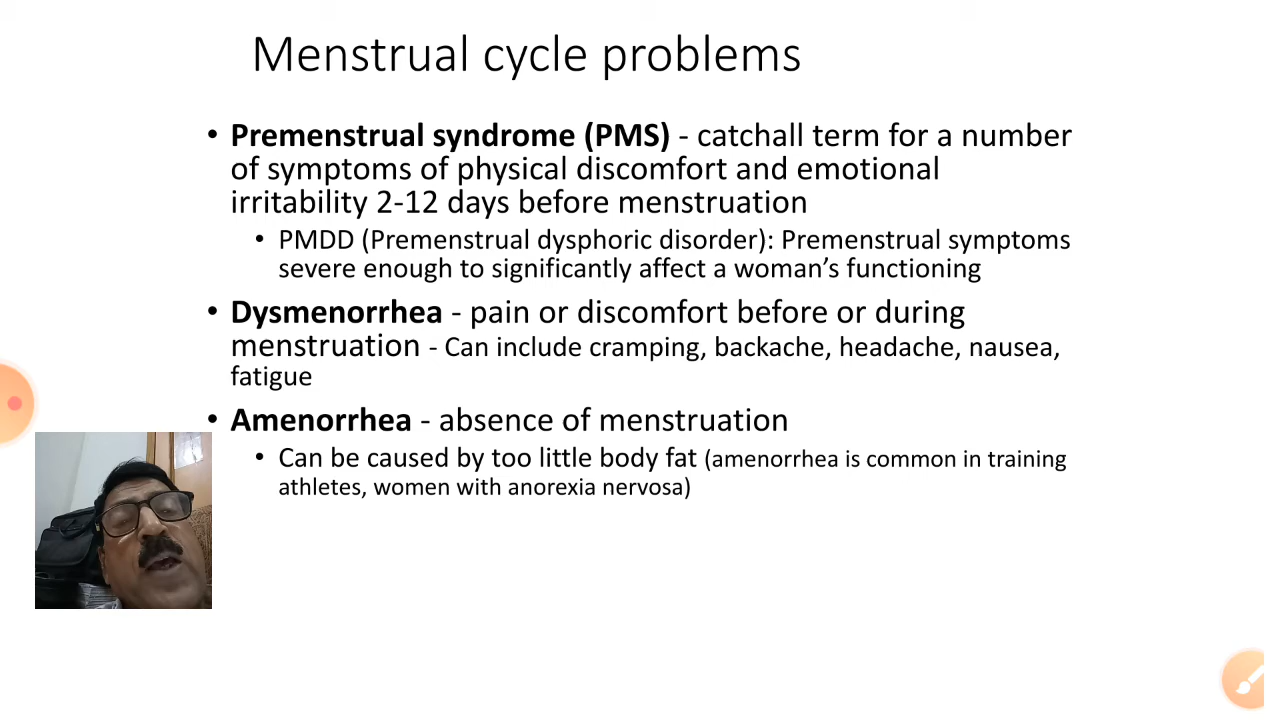 Menstrual cycle problems
• Premenstrual syndrome (PMS) - catchall term for a number
of symptoms of physical discomfort and emotional
irritability 2-12 days before menstruation
• PMDD (Premenstrual dysphoric disorder): Premenstrual symptoms
severe enough to significantly affect a woman’s functioning
• Dysmenorrhea - pain or discomfort before or during
menstruation - Can include cramping, backache, headache, nausea,
fatigue
• Amenorrhea - absence of menstruation
• Can be caused by too little body fat (amenorrhea is common in training
athletes, women with anorexia nervosa)